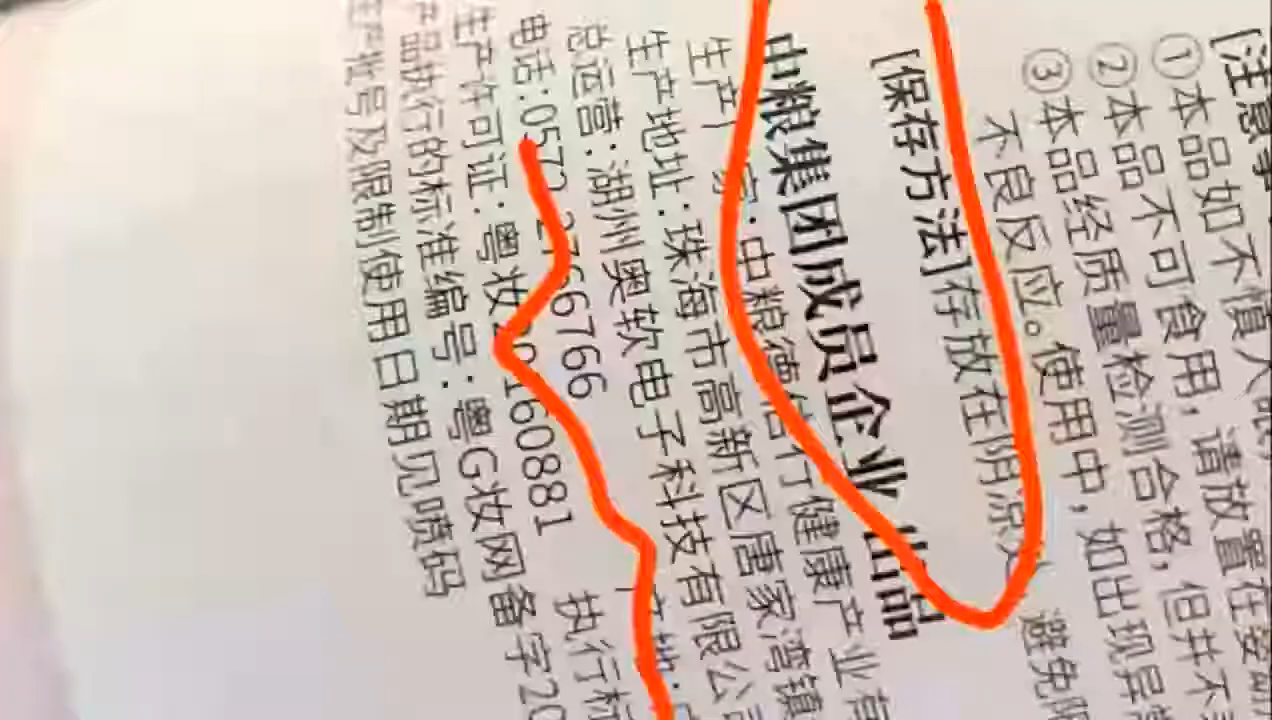 [注意事
①本品如不慎入眼,
②本品不可食用,请放置在妥
③本品经质量检测合格,但并不
不良反应。使用中,如出现异
[保存方法]存放在阴凉处 避免阳
中粮集团成员企业 出品
生产厂家:中粮德信行健康产业有
生产地址:珠海市高新区唐家湾镇
总运营:湖州奥软电子科技有限公司
电话:0572-2766766 产地:
生产许可证:粤妆20160881 执行标
产品执行的标准编号:粤G妆网备字20
生产批号及限制使用日期见喷码